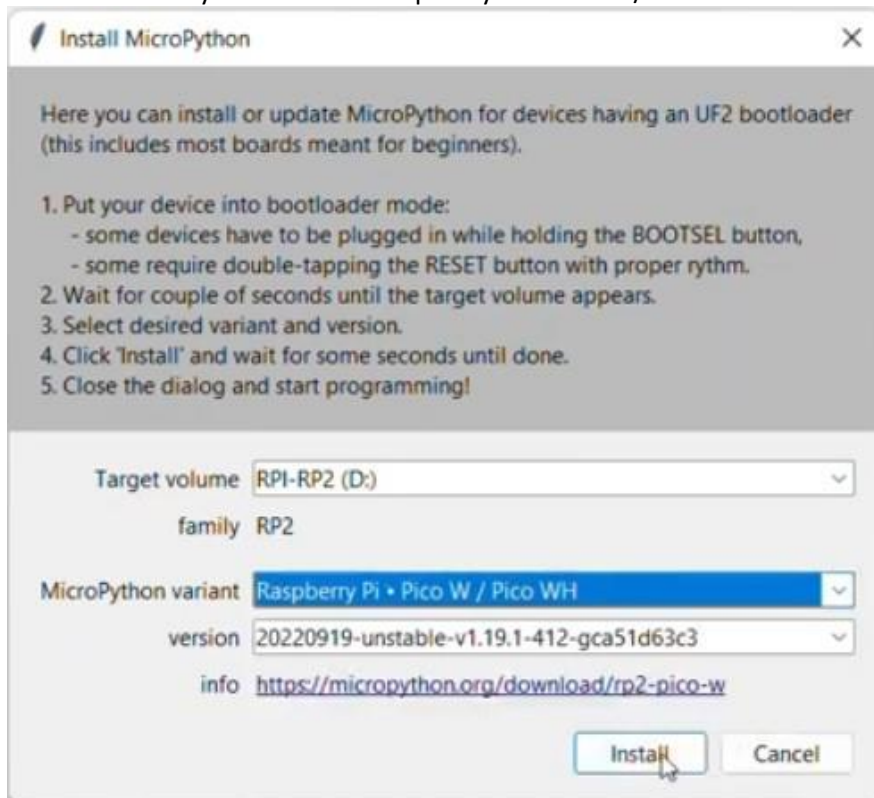 Install MicroPython
Here you can install or update MicroPython for devices having an UF2 bootloader
(this includes most boards meant for beginners).
1. Put your device into bootloader mode:
- some devices have to be plugged in while holding the BOOTSEL button,
- some require double-tapping the RESET button with proper rythm.
2. Wait for couple of seconds until the target volume appears.
3. Select desired variant and version.
4. Click 'Install' and wait for some seconds until done.
5. Close the dialog and start programming!
Target volume RPI-RP2 (D:)
family RP2
MicroPython variant Raspberry Pi • Pico W / Pico WH
version 20220919-unstable-v1.19.1-412-gca51d63c3
info https://micropython.org/download/rp2-pico-w
Install Cancel